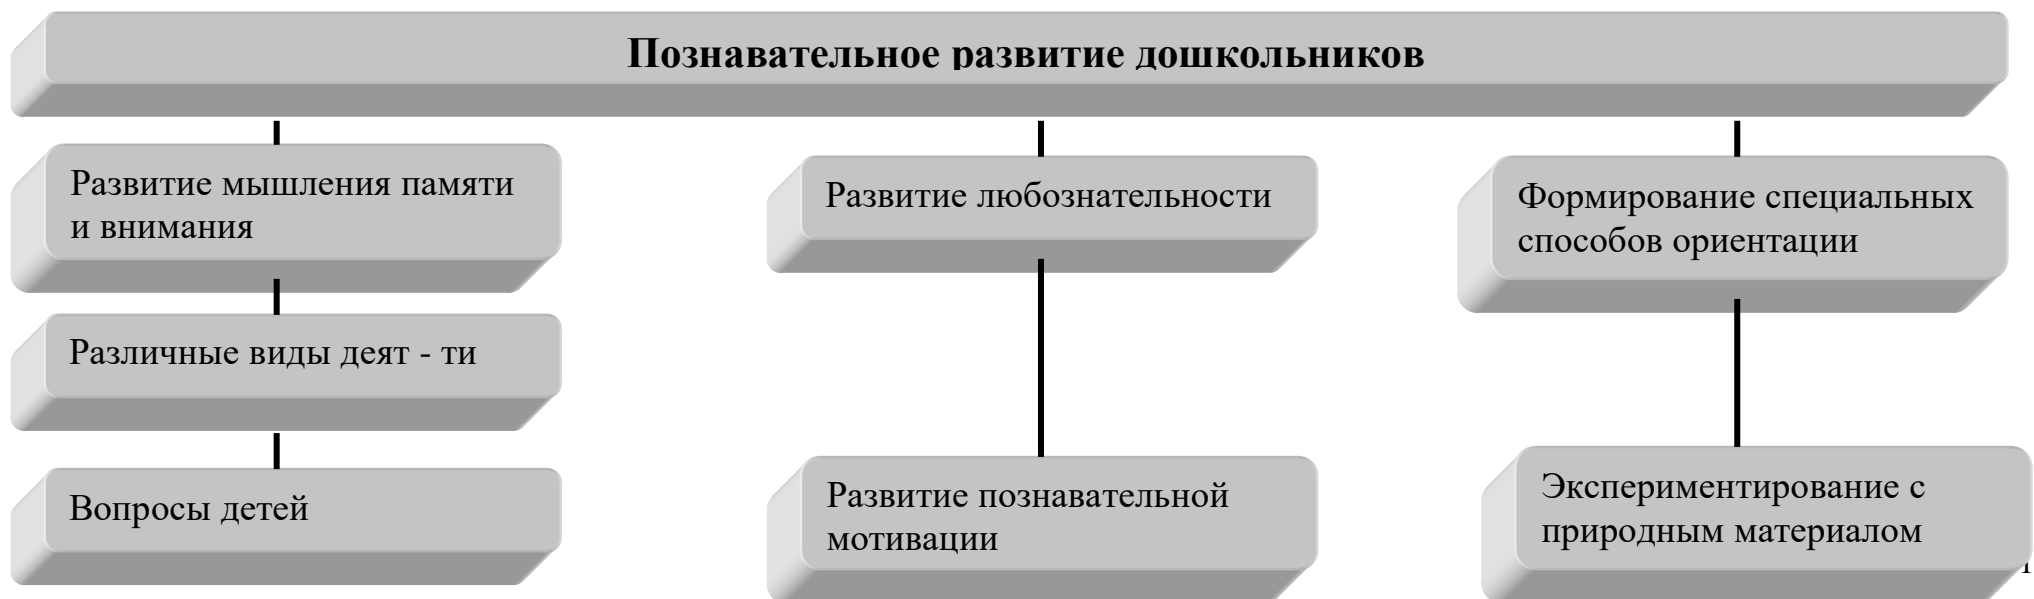 Познавательное развитие дошкольников
Развитие мышления памяти
и внимания
Различные виды деят - ти
Вопросы детей
Развитие любознательности
Развитие познавательной
мотивации
Формирование специальных
способов ориентации
Экспериментирование с
природным материалом